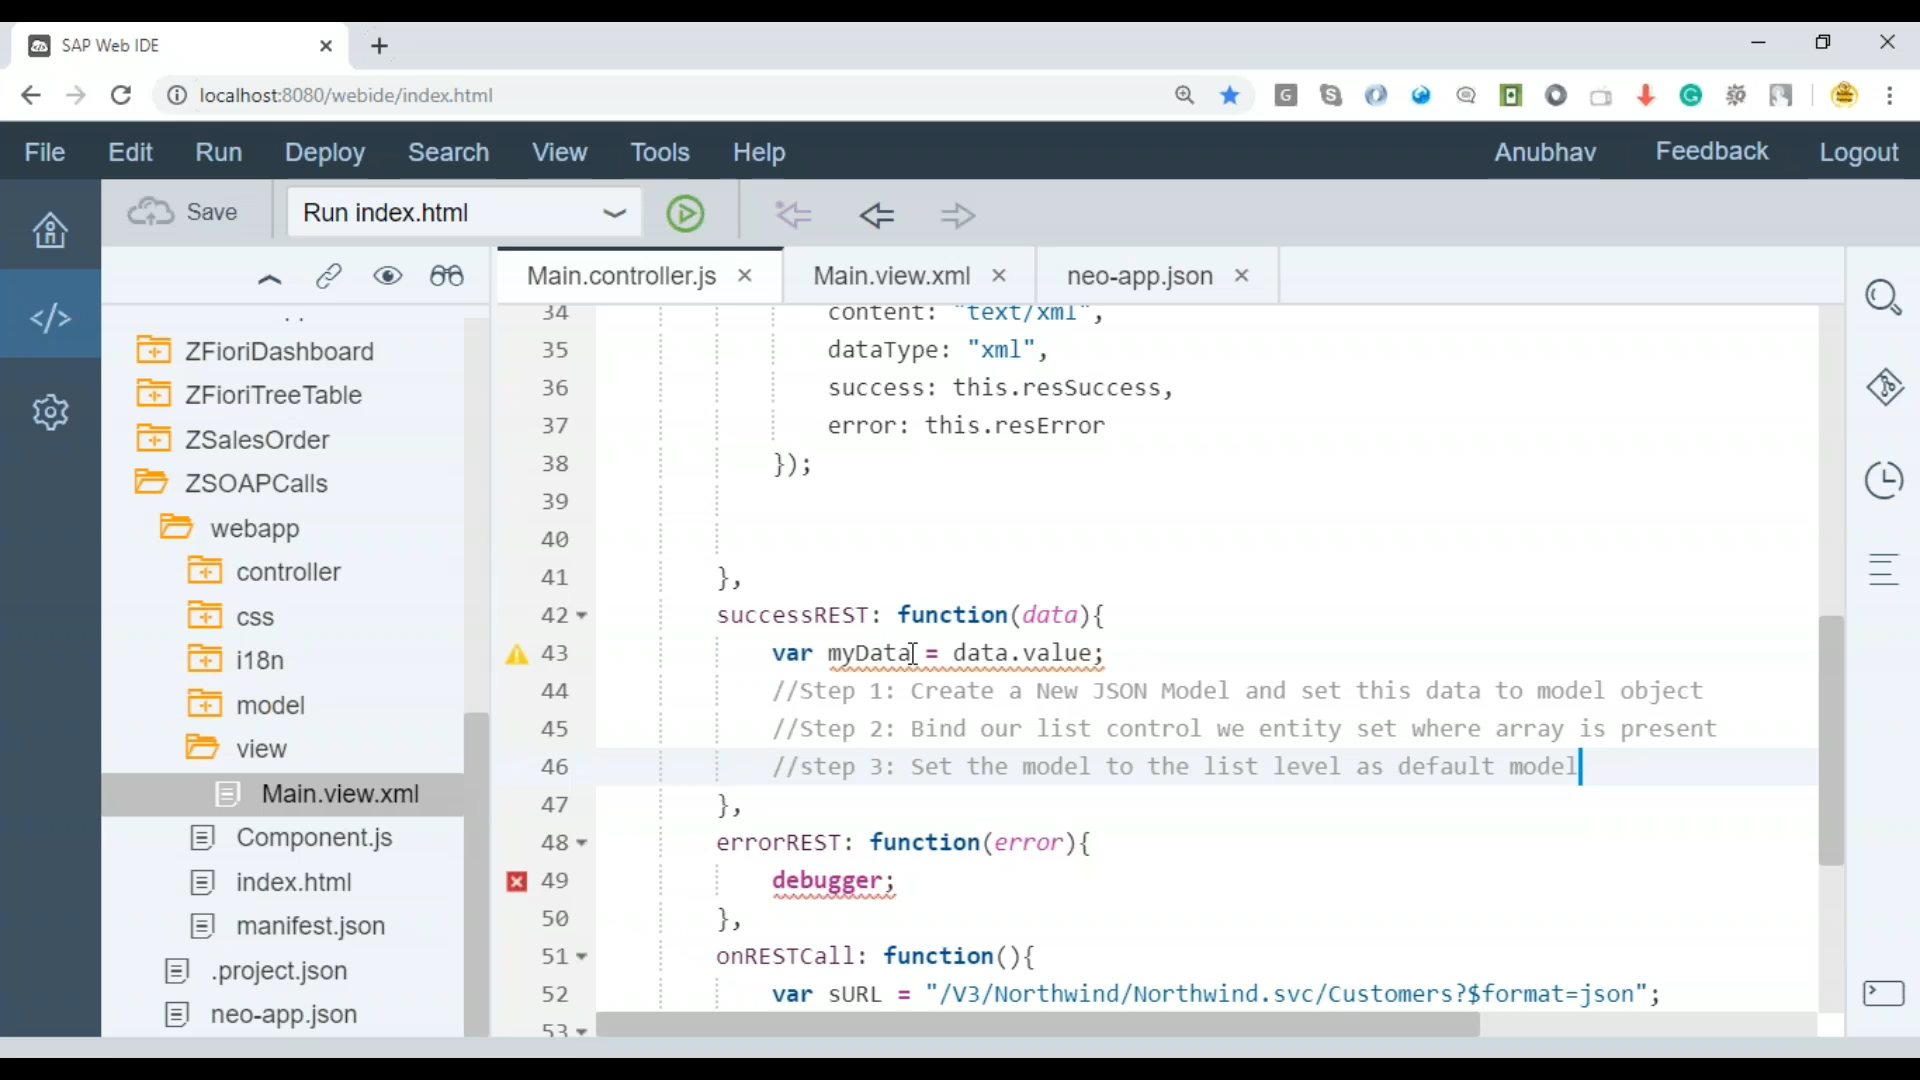 SAP Web IDE
localhost:8080/webide/index.html
File Edit Run Deploy Search View Tools Help Anubhav Feedback Logout
Save Run index.html
Main.controller.js Main.view.xml neo-app.json
ZFioriDashboard
ZFioriTreeTable
ZSalesOrder
ZSOAPCalls
webapp
controller
css
i18n
model
view
Main.view.xml
Component.js
index.html
manifest.json
.project.json
neo-app.json
34 content: "text/xml",
35 dataType: "xml",
36 success: this.resSuccess,
37 error: this.resError
38 });
39
40
41 },
42 successREST: function(data){
43 var myData = data.value;
44 //Step 1: Create a New JSON Model and set this data to model object
45 //Step 2: Bind our list control we entity set where array is present
46 //step 3: Set the model to the list level as default model
47 },
48 errorREST: function(error){
49 debugger;
50 },
51 onRESTCall: function(){
52 var sURL = "/V3/Northwind/Northwind.svc/Customers?$format=json";
53